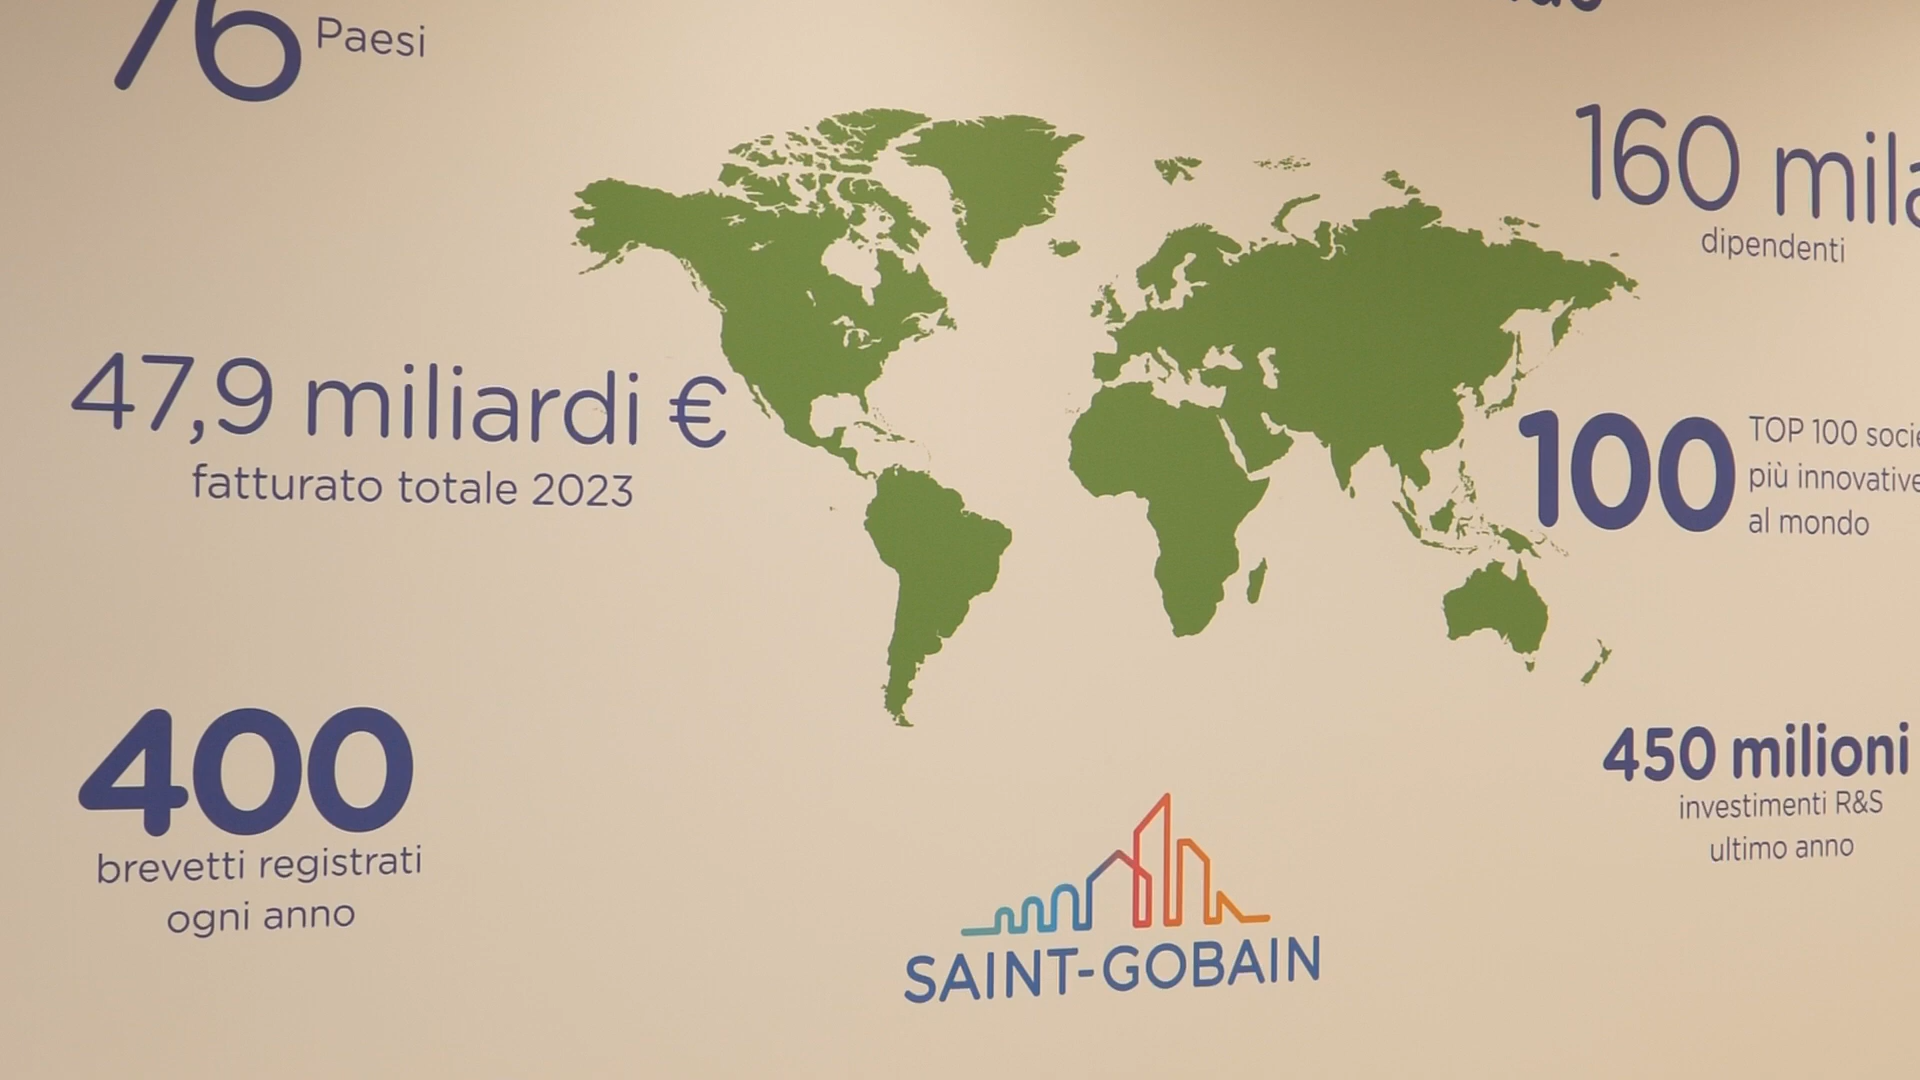 76 Paesi
160
dipendenti
47,9 miliardi €
fatturato totale 2023
100
TOP 100
più innovative
al mondo
400
brevetti registrati
ogni anno
450 milioni
investimenti R&S
ultimo anno
SAINT-GOBAIN